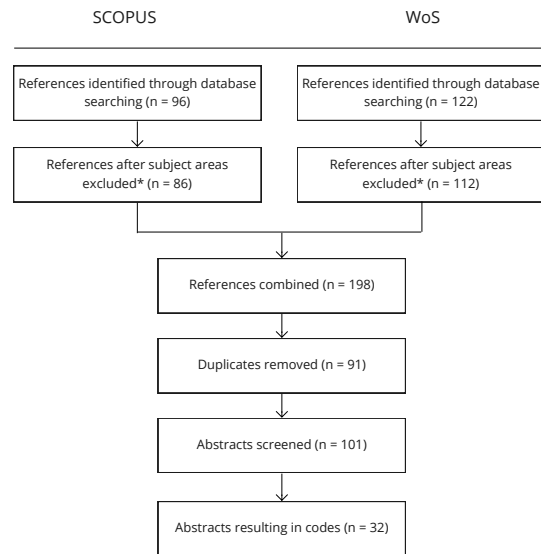 SCOPUS
WoS
References identified through database
searching (n = 96)
References identified through database
searching (n = 122)
References after subject areas
excluded* (n = 86)
References after subject areas
excluded* (n = 112)
References combined (n = 198)
Duplicates removed (n = 91)
Abstracts screened (n = 101)
Abstracts resulting in codes (n = 32)